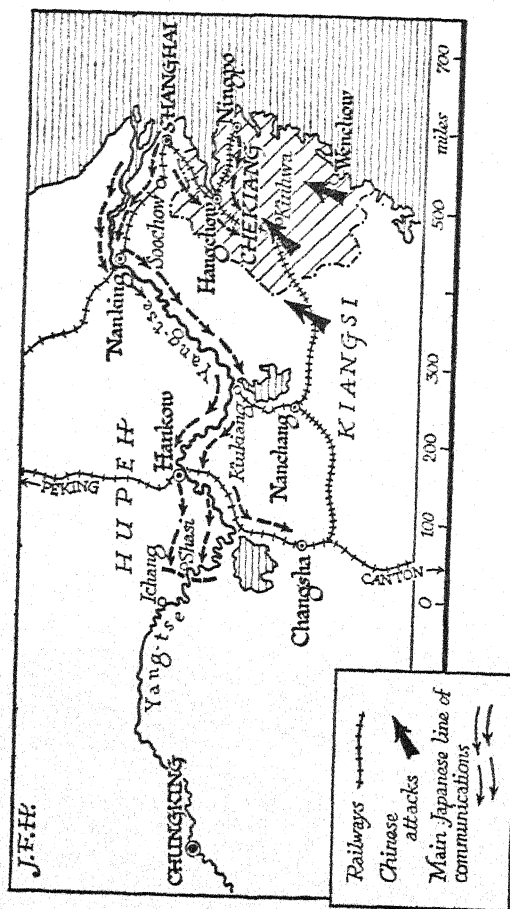 J.F.H.
CHUNGKING
Yang-tse
Ichang
Shasi
HUPEH
PEKING
Hankow
Yang-tse
Kiukiang
Nanchang
Changsha
CANTON
KIANGSI
Nanking
Soochow
SHANGHAI
Hangchow
Ningpo
CHEKIANG
Kinhwa
Wenchow
0
100
200
300
500
700
miles
Railways
Chinese
attacks
Main Japanese line of
communications